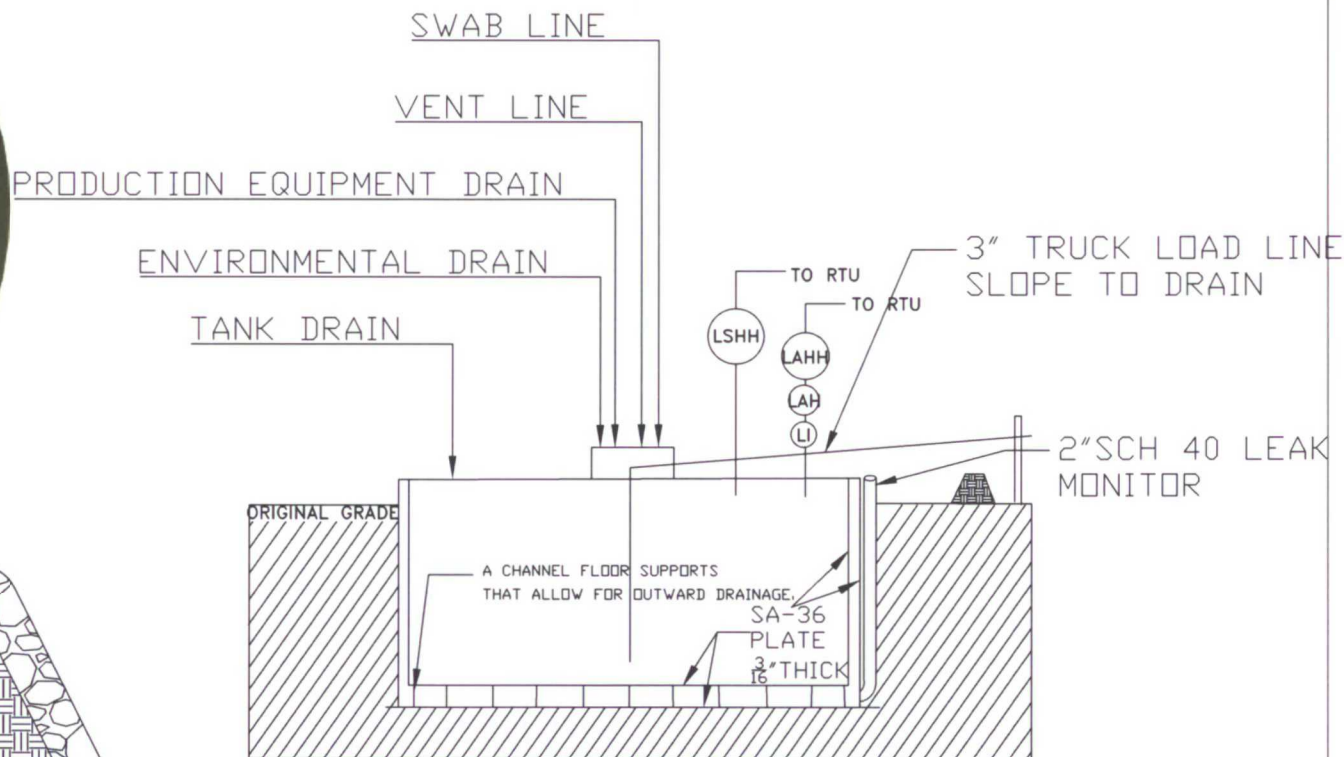 SWAB LINE
VENT LINE
PRODUCTION EQUIPMENT DRAIN
ENVIRONMENTAL DRAIN
TANK DRAIN
TO RTU
TO RTU
3" TRUCK LOAD LINE
SLOPE TO DRAIN
LSHH
LAHH
LAH
LI
2"SCH 40 LEAK
MONITOR
ORIGINAL GRADE
A CHANNEL FLOOR SUPPORTS
THAT ALLOW FOR OUTWARD DRAINAGE.
SA-36
PLATE
3/16" THICK